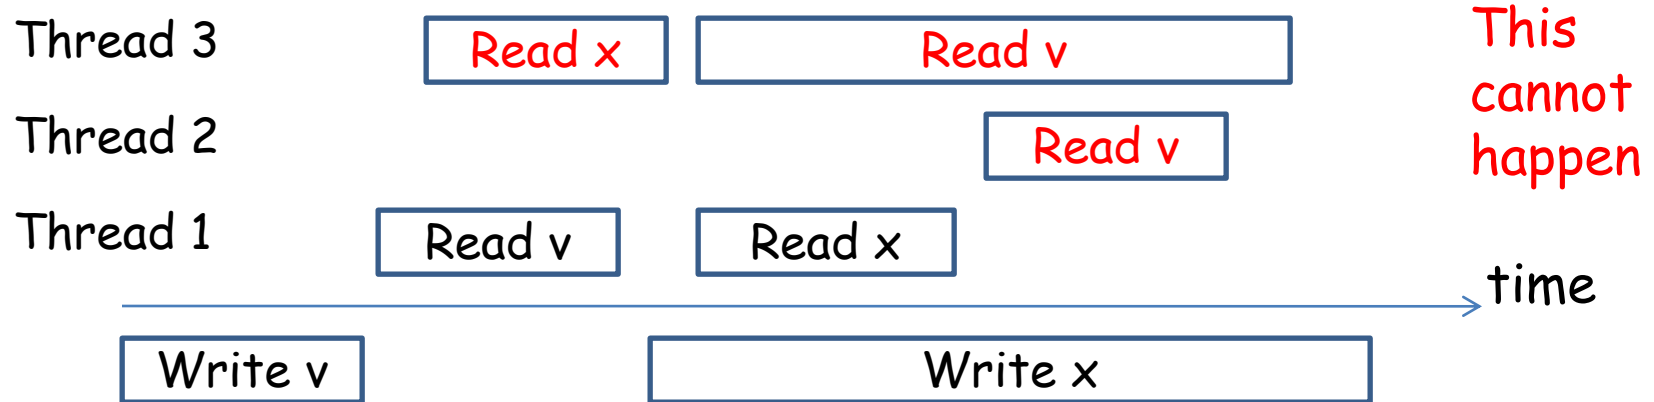 Thread 3
Read x
Read v
This
cannot
happen
Thread 2
Read v
Thread 1
Read v
Read x
time
Write v
Write x